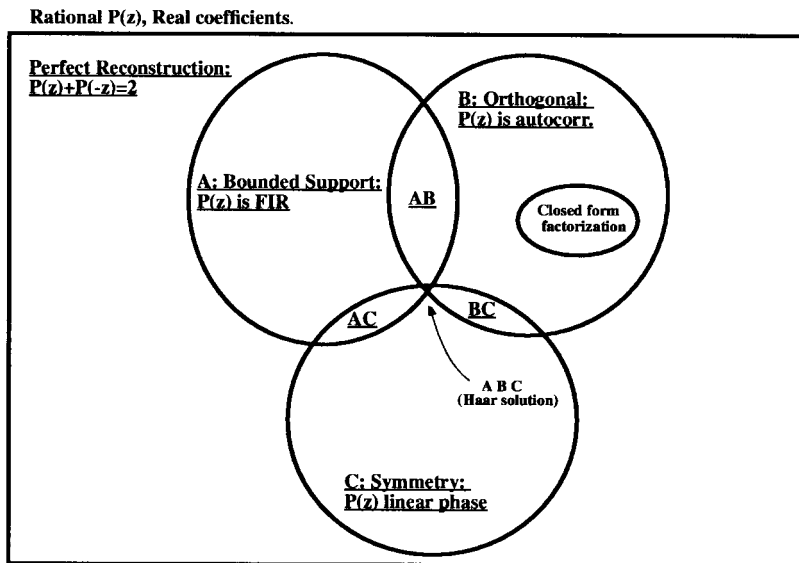 Rational P(z), Real coefficients.
Perfect Reconstruction:
P(z)+P(-z)=2
B: Orthogonal:
P(z) is autocorr.
A: Bounded Support:
P(z) is FIR
AB
Closed form
factorization
AC
BC
A B C
(Haar solution)
C: Symmetry:
P(z) linear phase